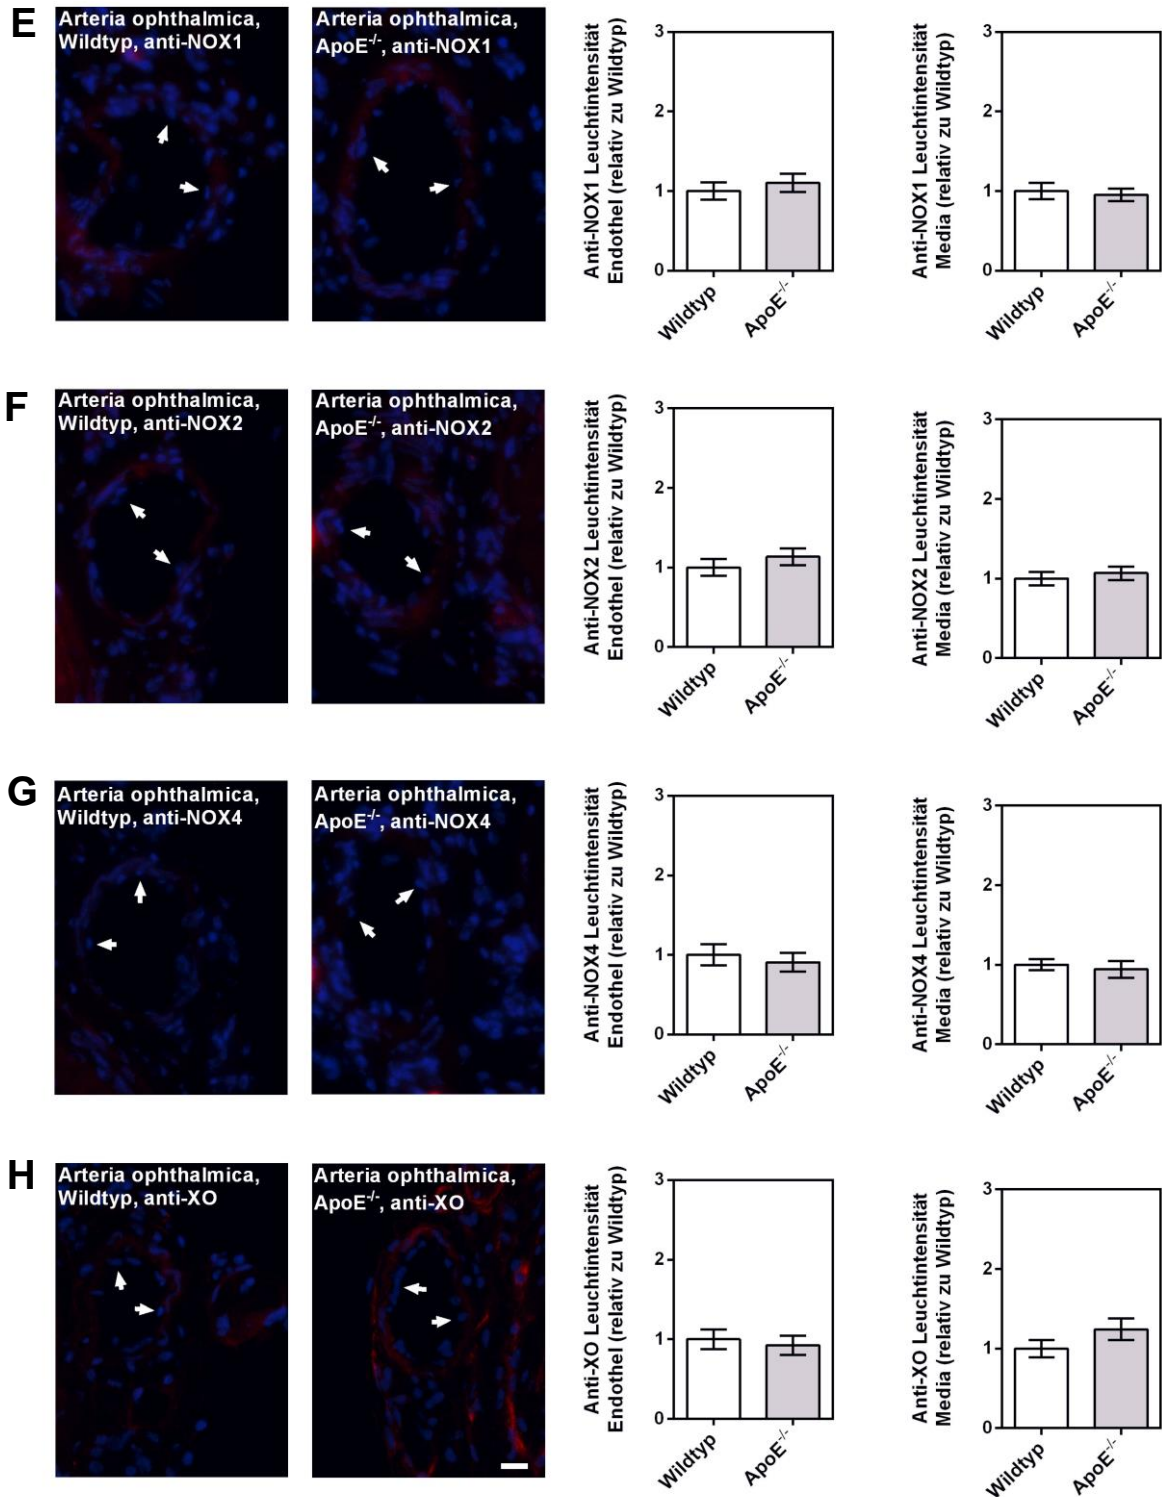 E
Arteria ophthalmica,
Wildtyp, anti-NOX1
Arteria ophthalmica,
ApoE-/-, anti-NOX1
Anti-NOX1 Leuchtintensität
Endothel (relativ zu Wildtyp)
3
2
1
0
Wildtyp
ApoE-/-
Anti-NOX1 Leuchtintensität
Media (relativ zu Wildtyp)
3
2
1
0
Wildtyp
ApoE-/-
F
Arteria ophthalmica,
Wildtyp, anti-NOX2
Arteria ophthalmica,
ApoE-/-, anti-NOX2
Anti-NOX2 Leuchtintensität
Endothel (relativ zu Wildtyp)
3
2
1
0
Wildtyp
ApoE-/-
Anti-NOX2 Leuchtintensität
Media (relativ zu Wildtyp)
3
2
1
0
Wildtyp
ApoE-/-
G
Arteria ophthalmica,
Wildtyp, anti-NOX4
Arteria ophthalmica,
ApoE-/-, anti-NOX4
Anti-NOX4 Leuchtintensität
Endothel (relativ zu Wildtyp)
3
2
1
0
Wildtyp
ApoE-/-
Anti-NOX4 Leuchtintensität
Media (relativ zu Wildtyp)
3
2
1
0
Wildtyp
ApoE-/-
H
Arteria ophthalmica,
Wildtyp, anti-XO
Arteria ophthalmica,
ApoE-/-, anti-XO
Anti-XO Leuchtintensität
Endothel (relativ zu Wildtyp)
3
2
1
0
Wildtyp
ApoE-/-
Anti-XO Leuchtintensität
Media (relativ zu Wildtyp)
3
2
1
0
Wildtyp
ApoE-/-